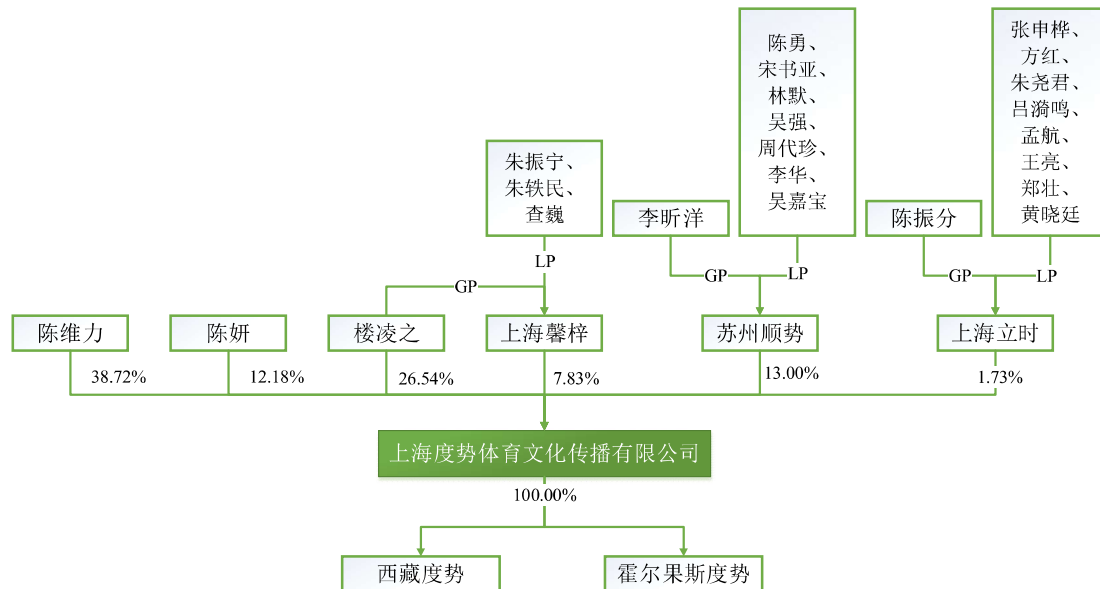 陈勇、
宋书亚、
林默、
吴强、
周代珍、
李华、
吴嘉宝
张申桦、
方红、
朱尧君、
吕漪鸣、
孟航、
王亮、
郑壮、
黄晓廷
朱振宁、
朱轶民、
查巍
李昕洋
陈振分
LP
GP
GP
LP
GP
LP
陈维力
陈妍
楼凌之
上海馨梓
苏州顺势
上海立时
38.72%
12.18%
26.54%
7.83%
13.00%
1.73%
上海度势体育文化传播有限公司
100.00%
西藏度势
霍尔果斯度势